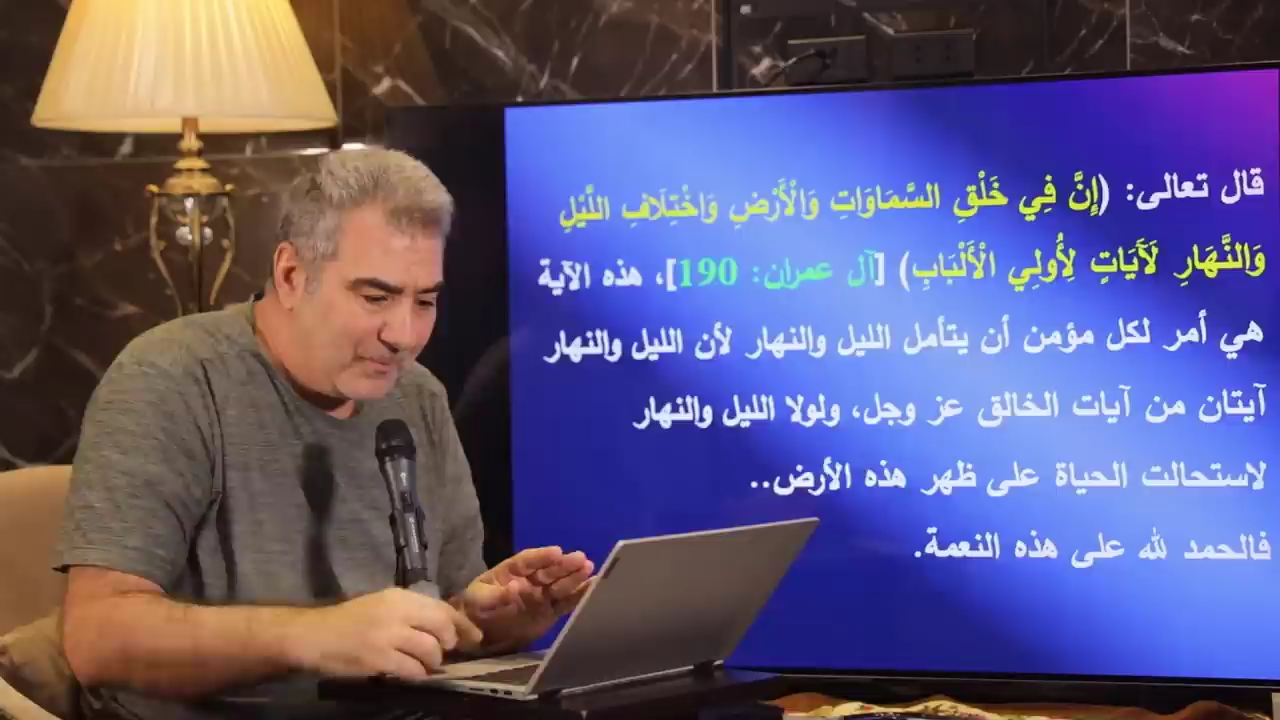 قال تعالى: (إِنَّ فِي خَلْقِ السَّمَاوَاتِ وَالْأَرْضِ وَاخْتِلَافِ اللَّيْلِ
وَالنَّهَارِ لَآَيَاتٍ لِأُولِي الْأَلْبَابِ) [آل عمران: 190]، هذه الآية
هي أمر لكل مؤمن أن يتأمل الليل والنهار لأن الليل والنهار
آيتان من آيات الخالق عز وجل، ولولا الليل والنهار
لاستحالت الحياة على ظهر هذه الأرض..
فالحمد لله على هذه النعمة.